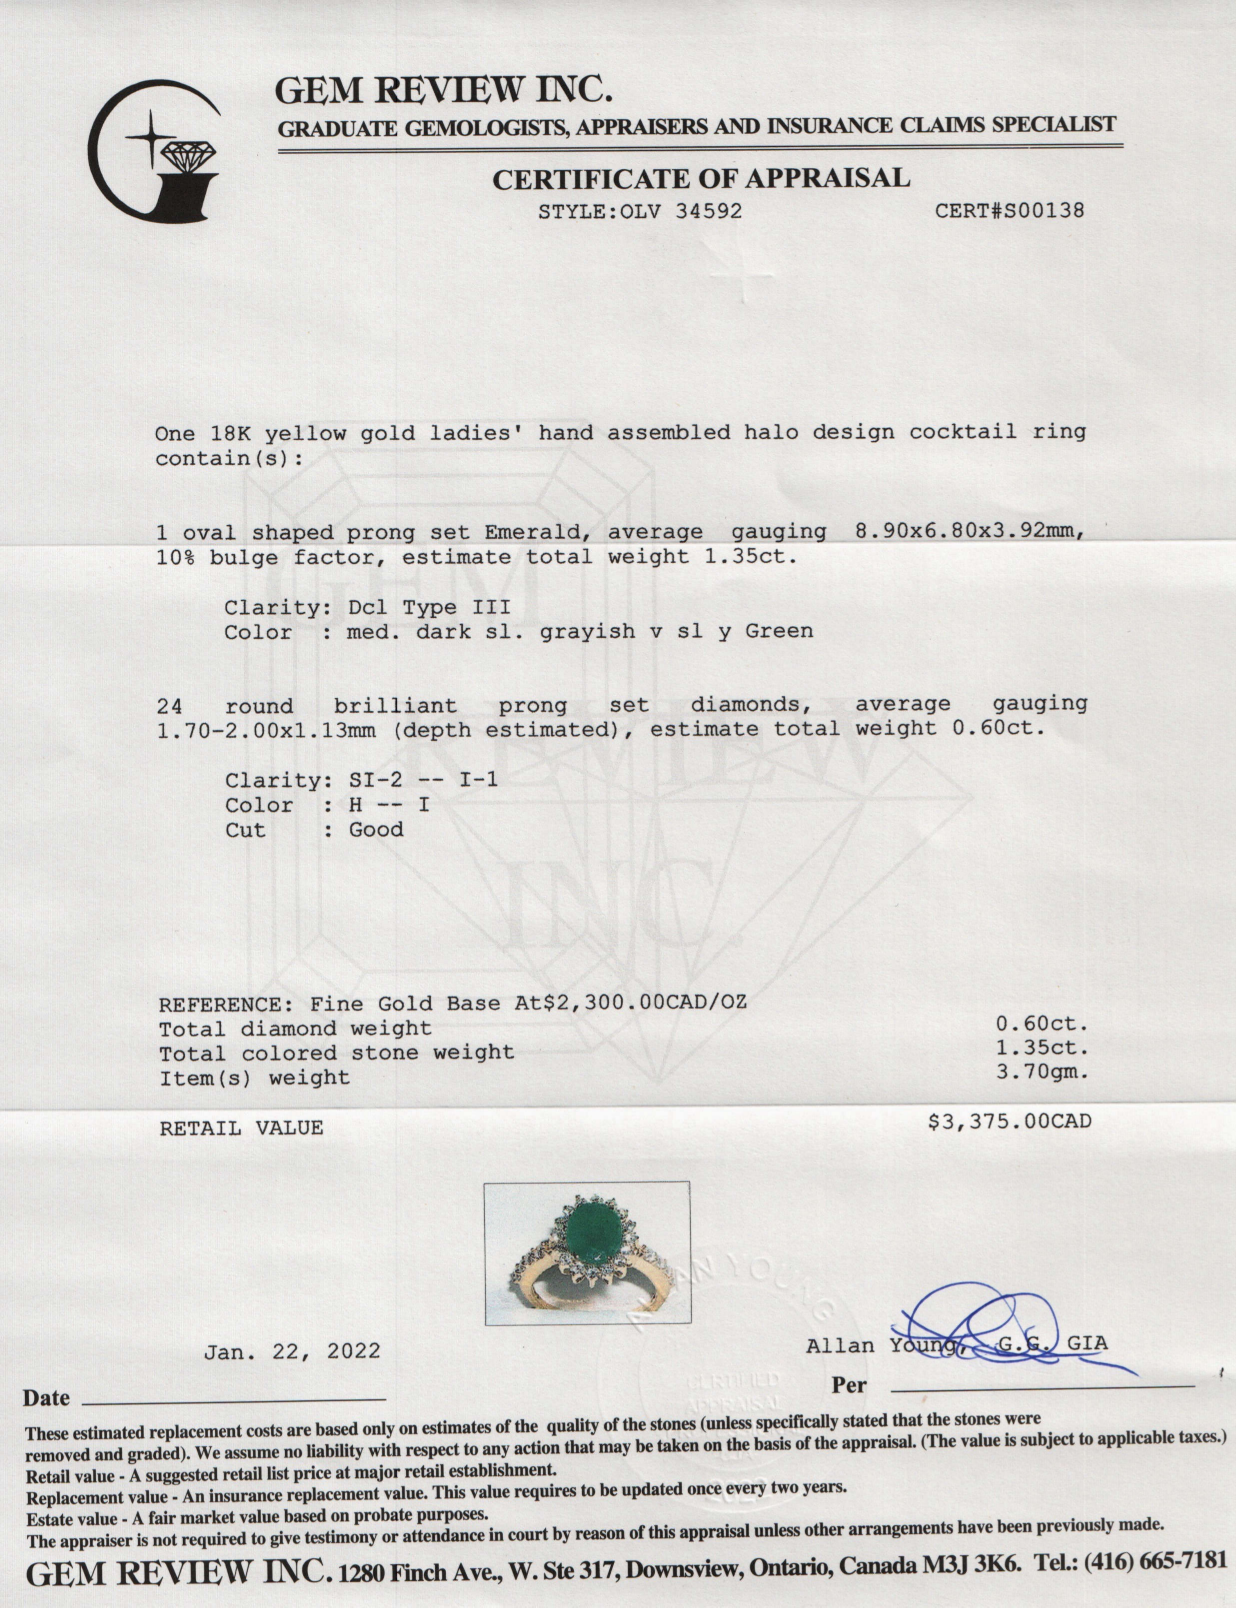 GEM REVIEW INC.
GRADUATE GEMOLOGISTS, APPRAISERS AND INSURANCE CLAIMS SPECIALIST
CERTIFICATE OF APPRAISAL
STYLE:OLV 34592 CERT#S00138
One 18K yellow gold ladies' hand assembled halo design cocktail ring
contain(s):
1 oval shaped prong set Emerald, average gauging 8.90x6.80x3.92mm,
10% bulge factor, estimate total weight 1.35ct.
Clarity: Dcl Type III
Color : med. dark sl. grayish v sl y Green
24 round brilliant prong set diamonds, average gauging
1.70-2.00x1.13mm (depth estimated), estimate total weight 0.60ct.
Clarity: SI-2 -- I-1
Color : H -- I
Cut : Good
GEM
REVIEW
INC.
REFERENCE: Fine Gold Base At$2,300.00CAD/OZ
Total diamond weight 0.60ct.
Total colored stone weight 1.35ct.
Item(s) weight 3.70gm.
RETAIL VALUE $3,375.00CAD
ALLAN YOUNG
CERTIFIED
APPRAISAL
2022
Jan. 22, 2022 Allan Young, G.G. GIA
Date Per
These estimated replacement costs are based only on estimates of the quality of the stones (unless specifically stated that the stones were
removed and graded). We assume no liability with respect to any action that may be taken on the basis of the appraisal. (The value is subject to applicable taxes.)
Retail value - A suggested retail list price at major retail establishment.
Replacement value - An insurance replacement value. This value requires to be updated once every two years.
Estate value - A fair market value based on probate purposes.
The appraiser is not required to give testimony or attendance in court by reason of this appraisal unless other arrangements have been previously made.
GEM REVIEW INC. 1280 Finch Ave., W. Ste 317, Downsview, Ontario, Canada M3J 3K6. Tel.: (416) 665-7181